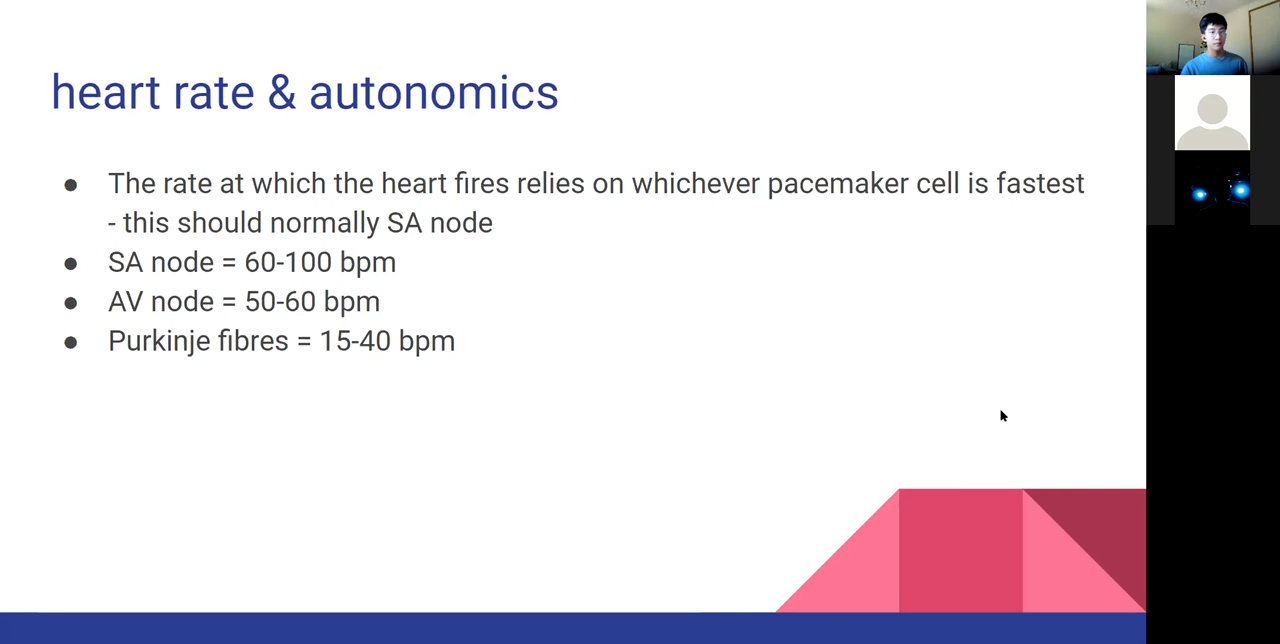 heart rate & autonomics
● The rate at which the heart fires relies on whichever pacemaker cell is fastest
- this should normally SA node
● SA node = 60-100 bpm
● AV node = 50-60 bpm
● Purkinje fibres = 15-40 bpm